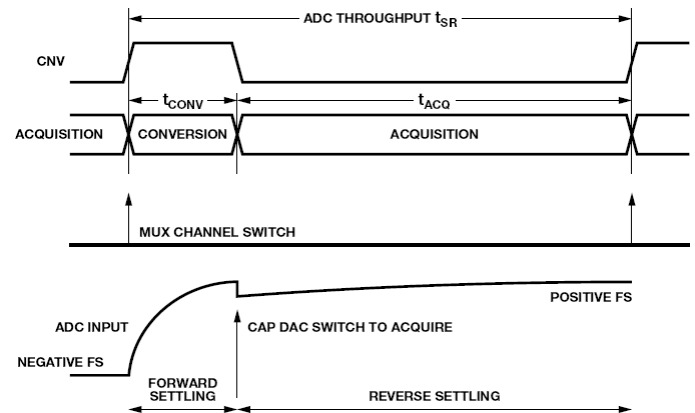 ADC THROUGHPUT tSR
CNV
tCONV
tACQ
ACQUISITION
CONVERSION
ACQUISITION
MUX CHANNEL SWITCH
POSITIVE FS
ADC INPUT
CAP DAC SWITCH TO ACQUIRE
NEGATIVE FS
FORWARD
SETTLING
REVERSE SETTLING